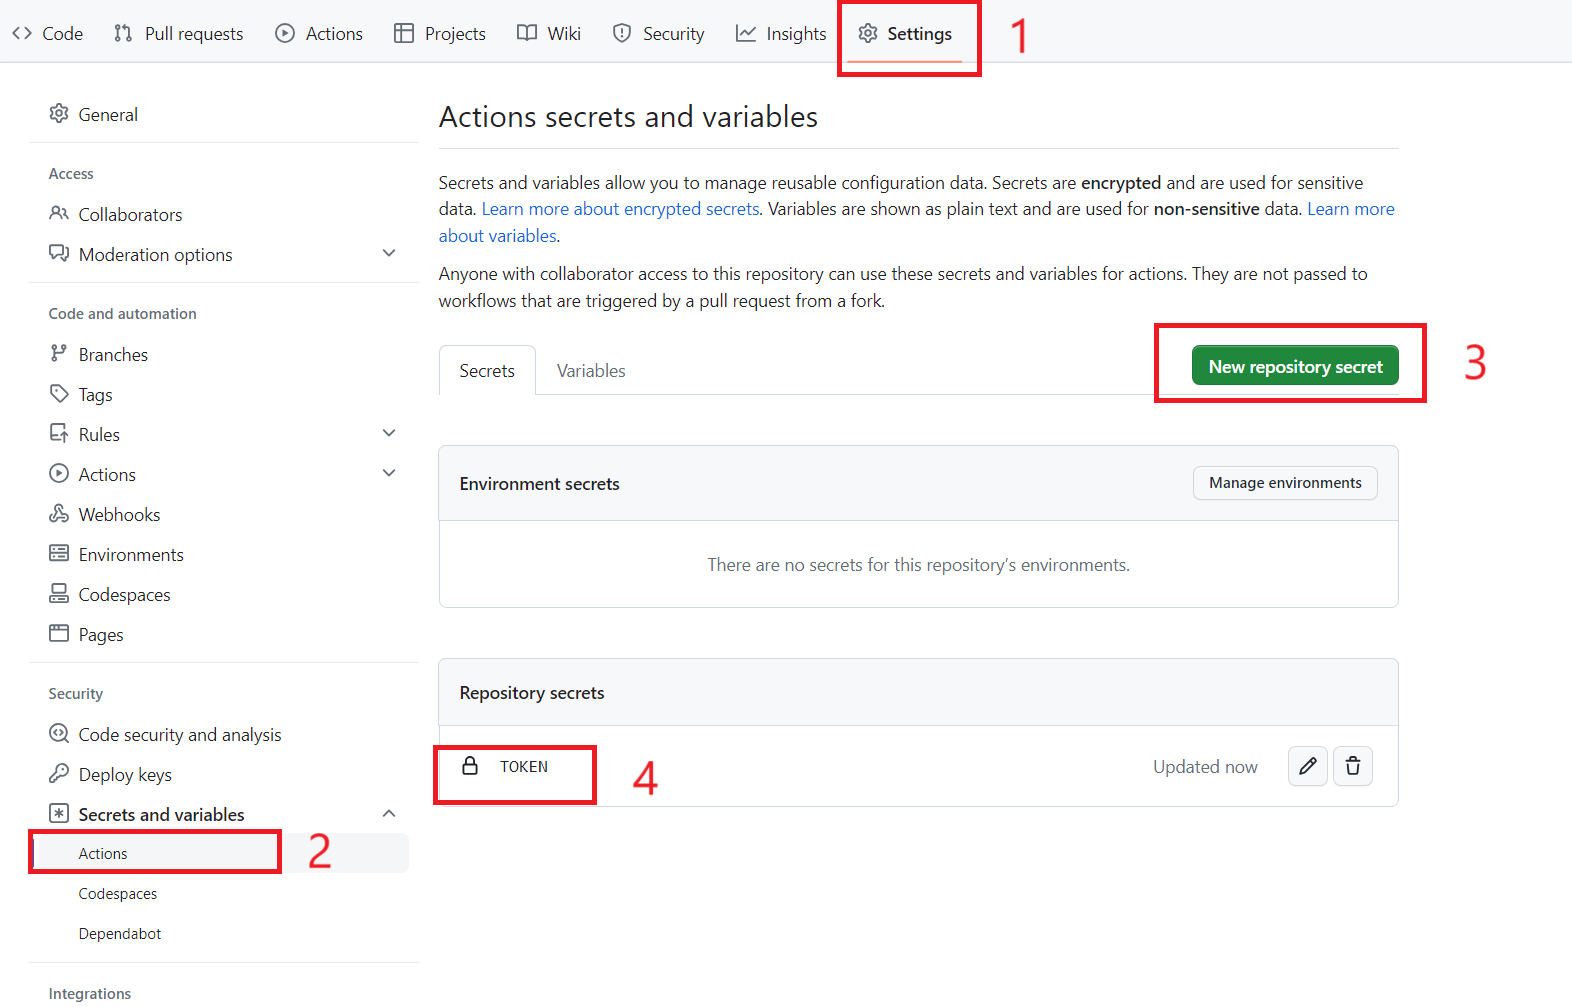 Code Pull requests Actions Projects Wiki Security Insights Settings 1
General
Access
Collaborators
Moderation options
Code and automation
Branches
Tags
Rules
Actions
Webhooks
Environments
Codespaces
Pages
Security
Code security and analysis
Deploy keys
Secrets and variables
Actions 2
Codespaces
Dependabot
Integrations
Actions secrets and variables
Secrets and variables allow you to manage reusable configuration data. Secrets are encrypted and are used for sensitive
data. Learn more about encrypted secrets. Variables are shown as plain text and are used for non-sensitive data. Learn more
about variables.
Anyone with collaborator access to this repository can use these secrets and variables for actions. They are not passed to
workflows that are triggered by a pull request from a fork.
Secrets Variables New repository secret 3
Environment secrets Manage environments
There are no secrets for this repository’s environments.
Repository secrets
TOKEN 4 Updated now